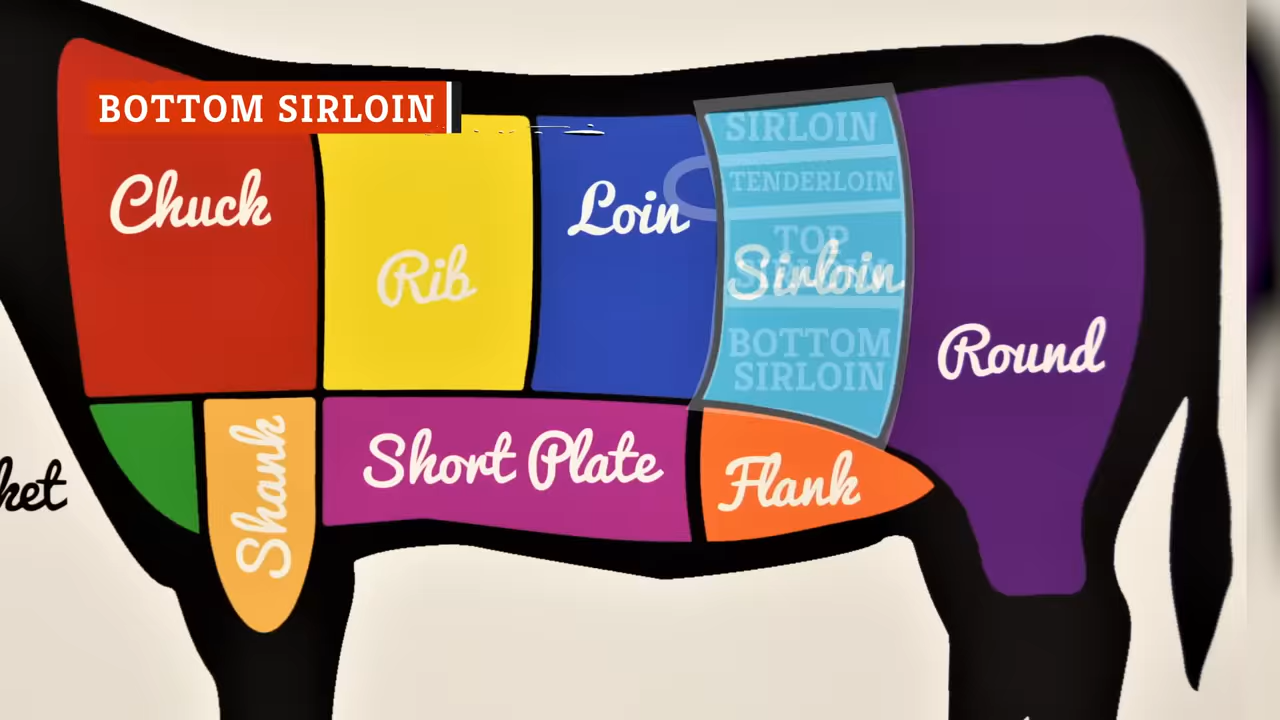 BOTTOM SIRLOIN
Chuck
Rib
Loin
SIRLOIN
TENDERLOIN
TOP
Sirloin
BOTTOM
SIRLOIN
Round
ket
Shank
Short Plate
Flank